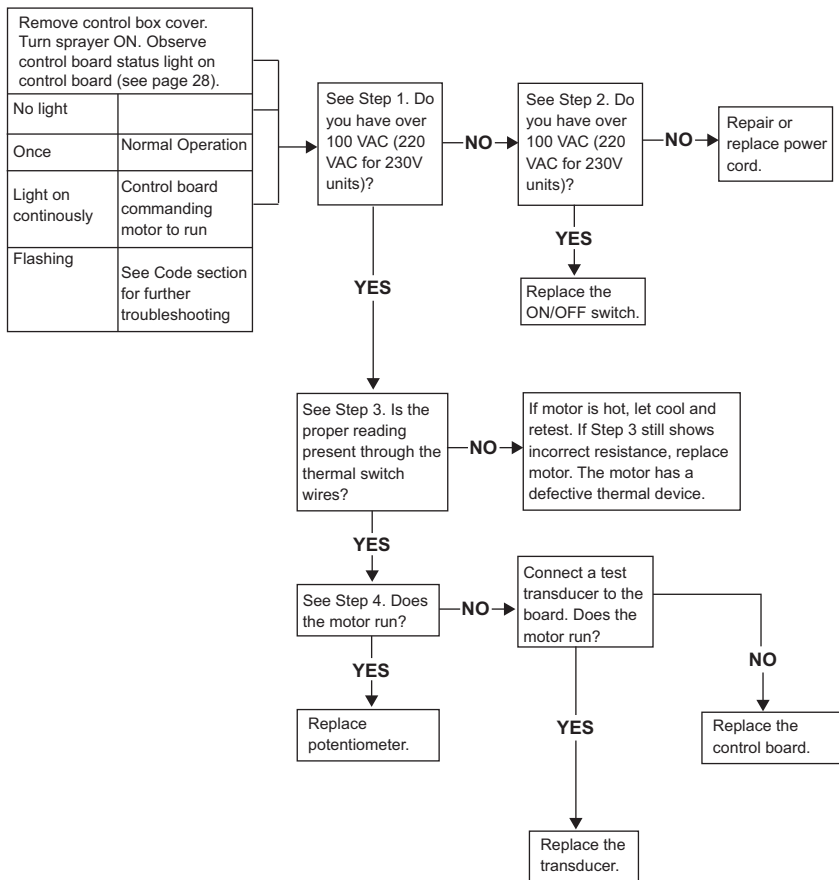 Remove control box cover.
Turn sprayer ON. Observe
control board status light on
control board (see page 28).
No light
Once
Normal Operation
Light on
continously
Control board
commanding
motor to run
Flashing
See Code section
for further
troubleshooting
See Step 1. Do
you have over
100 VAC (220
VAC for 230V
units)?
NO
See Step 2. Do
you have over
100 VAC (220
VAC for 230V
units)?
NO
Repair or
replace power
cord.
YES
Replace the
ON/OFF switch.
YES
See Step 3. Is the
proper reading
present through the
thermal switch
wires?
NO
If motor is hot, let cool and
retest. If Step 3 still shows
incorrect resistance, replace
motor. The motor has a
defective thermal device.
YES
See Step 4. Does
the motor run?
NO
Connect a test
transducer to the
board. Does the
motor run?
NO
Replace the
control board.
YES
Replace
potentiometer.
YES
Replace the
transducer.